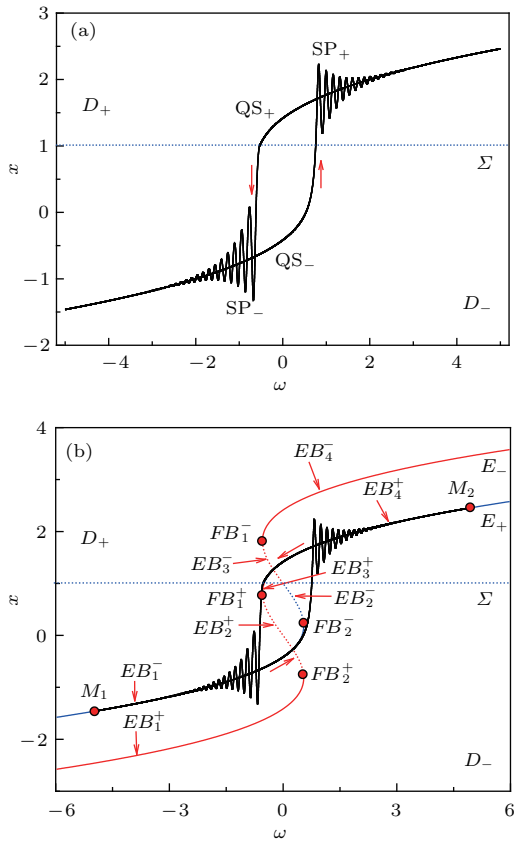 (a)
3
2
1
0
−1
−2
x
D₊
QS₊
SP₊
Σ
QS₋
SP₋
D₋
−4
−2
0
2
4
ω
(b)
4
2
0
−2
x
EB₄⁻
E₋
EB₄⁺
M₂
E₊
D₊
FB₁⁻
EB₃⁻
EB₃⁺
FB₁⁺
EB₂⁻
Σ
EB₂⁺
FB₂⁻
EB₁⁻
M₁
FB₂⁺
EB₁⁺
D₋
−6
−3
0
3
6
ω